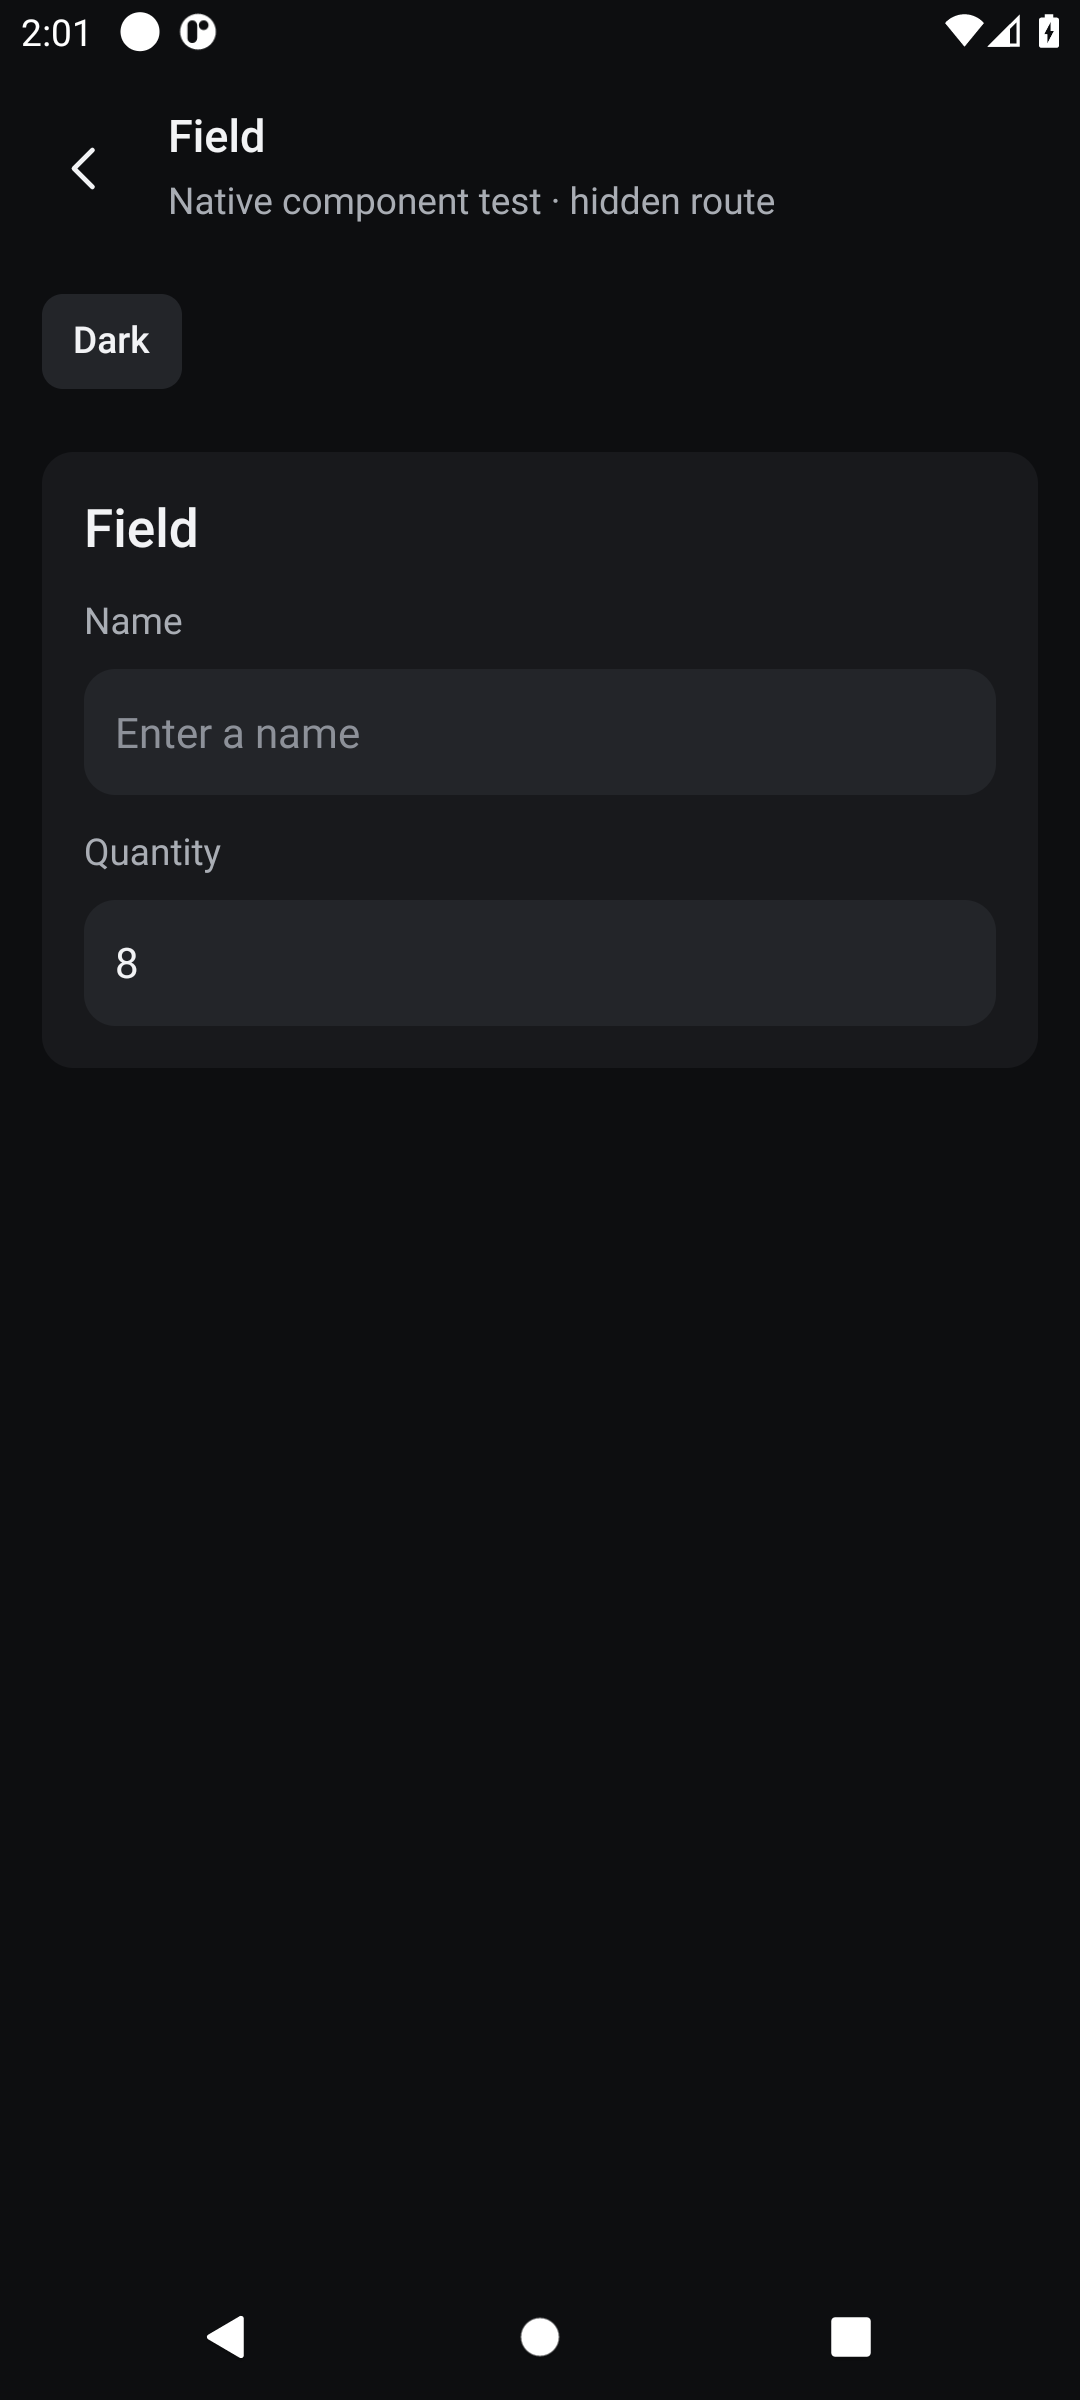 2:01
Field
Native component test · hidden route
Dark
Field
Name
Enter a name
Quantity
8